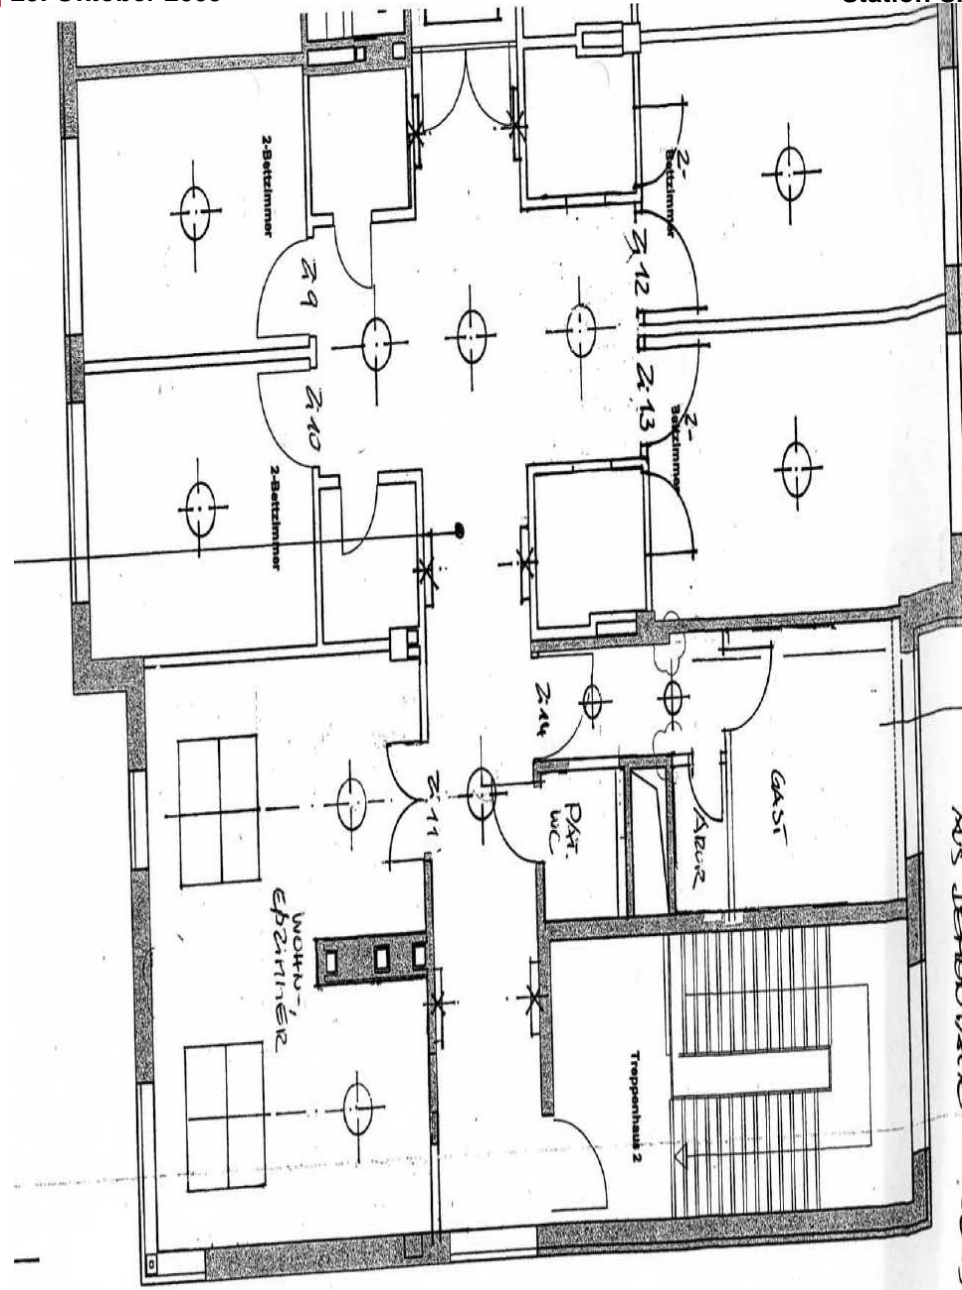 2-Bettzimmer
2-
Bettzimmer
Zi 9
Zi 12
Zi 10
Zi 13
2-Bettzimmer
2-
Bettzimmer
Zi 14
Zi 11
PAT.
WC
GAST
WOHN-,
Eßzimmer
Treppenhaus 2